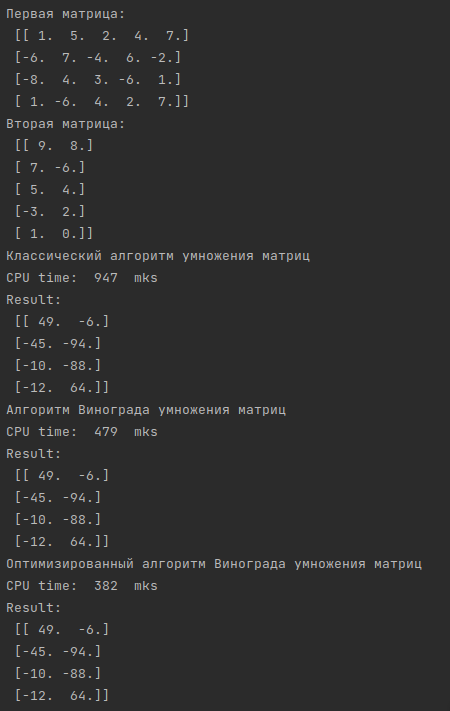 Первая матрица:
[[ 1.  5.  2.  4.  7.]
[-6.  7. -4.  6. -2.]
[-8.  4.  3. -6.  1.]
[ 1. -6.  4.  2.  7.]]
Вторая матрица:
[[ 9.  8.]
[ 7. -6.]
[ 5.  4.]
[-3.  2.]
[ 1.  0.]]
Классический алгоритм умножения матриц
CPU time:  947  mks
Result:
[[ 49.  -6.]
[-45. -94.]
[-10. -88.]
[-12.  64.]]
Алгоритм Винограда умножения матриц
CPU time:  479  mks
Result:
[[ 49.  -6.]
[-45. -94.]
[-10. -88.]
[-12.  64.]]
Оптимизированный алгоритм Винограда умножения матриц
CPU time:  382  mks
Result:
[[ 49.  -6.]
[-45. -94.]
[-10. -88.]
[-12.  64.]]